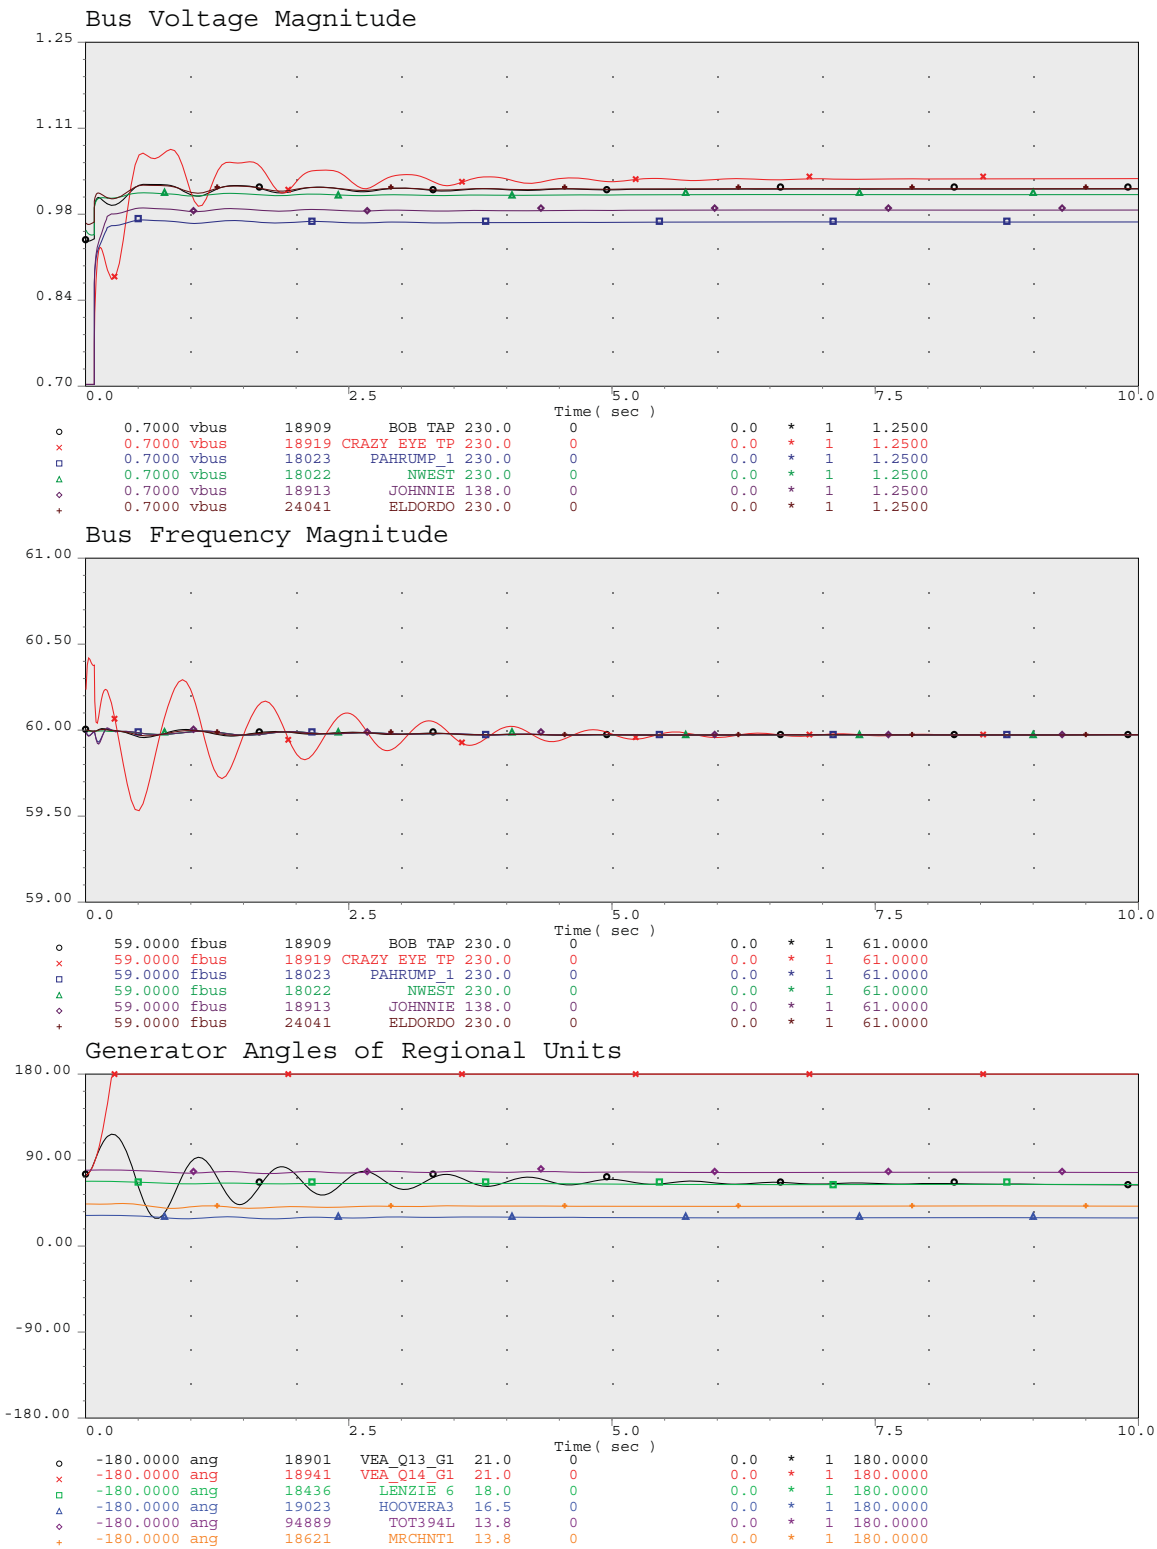 Bus Voltage Magnitude
1.25
1.11
0.98
0.84
0.70
0.0 2.5 5.0 7.5 10.0
Time( sec )
0.7000 vbus 18909 BOB TAP 230.0 0 0.0 * 1 1.2500
0.7000 vbus 18919 CRAZY EYE TP 230.0 0 0.0 * 1 1.2500
0.7000 vbus 18023 PAHRUMP_1 230.0 0 0.0 * 1 1.2500
0.7000 vbus 18022 NWEST 230.0 0 0.0 * 1 1.2500
0.7000 vbus 18913 JOHNNIE 138.0 0 0.0 * 1 1.2500
0.7000 vbus 24041 ELDORDO 230.0 0 0.0 * 1 1.2500
Bus Frequency Magnitude
61.00
60.50
60.00
59.50
59.00
0.0 2.5 5.0 7.5 10.0
Time( sec )
59.0000 fbus 18909 BOB TAP 230.0 0 0.0 * 1 61.0000
59.0000 fbus 18919 CRAZY EYE TP 230.0 0 0.0 * 1 61.0000
59.0000 fbus 18023 PAHRUMP_1 230.0 0 0.0 * 1 61.0000
59.0000 fbus 18022 NWEST 230.0 0 0.0 * 1 61.0000
59.0000 fbus 18913 JOHNNIE 138.0 0 0.0 * 1 61.0000
59.0000 fbus 24041 ELDORDO 230.0 0 0.0 * 1 61.0000
Generator Angles of Regional Units
180.00
90.00
0.00
-90.00
-180.00
0.0 2.5 5.0 7.5 10.0
Time( sec )
-180.0000 ang 18901 VEA_Q13_G1 21.0 0 0.0 * 1 180.0000
-180.0000 ang 18941 VEA_Q14_G1 21.0 0 0.0 * 1 180.0000
-180.0000 ang 18436 LENZIE 6 18.0 0 0.0 * 1 180.0000
-180.0000 ang 19023 HOOVERA3 16.5 0 0.0 * 1 180.0000
-180.0000 ang 94889 TOT394L 13.8 0 0.0 * 1 180.0000
-180.0000 ang 18621 MRCHNT1 13.8 0 0.0 * 1 180.0000